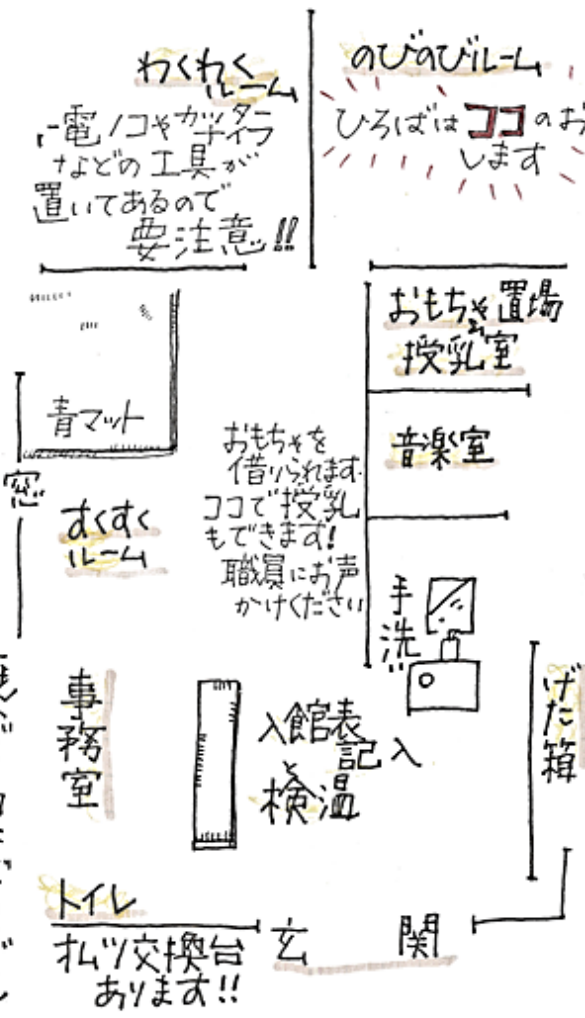 わくわく
ルーム
電ノコやカッターナイフ
などの工具が
置いてあるので
要注意!!
のびのびルーム
ひろばはココのお
します
おもちゃ置場
&
授乳室
音楽室
青マット
窓
すくすく
ルーム
おもちゃを
借りられます
ココで授乳
もできます!
職員にお声
かけください
手洗い
げた箱
事務室
入館表
記入
と
検温
トイレ
オムツ交換台
あります!!
玄関